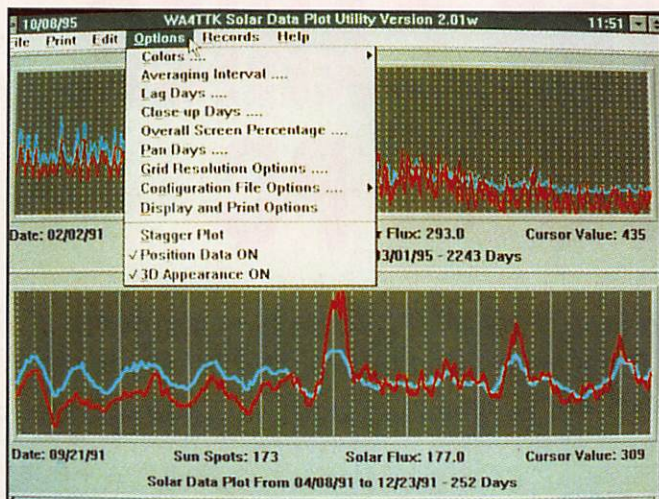 10/08/95 WA4TTK Solar Data Plot Utility Version 2.01w 11:51
File Print Edit Options Records Help
Colors ....
Averaging Interval ....
Lag Days ....
Close-up Days ....
Overall Screen Percentage ....
Pan Days ....
Grid Resolution Options ....
Configuration File Options ....
Display and Print Options
Stagger Plot
✓Position Data ON
✓3D Appearance ON
Date: 02/02/91 r Flux: 293.0 Cursor Value: 435
3/01/95 - 2243 Days
Date: 09/21/91 Sun Spots: 173 Solar Flux: 177.0 Cursor Value: 309
Solar Data Plot From 04/08/91 to 12/23/91 - 252 Days